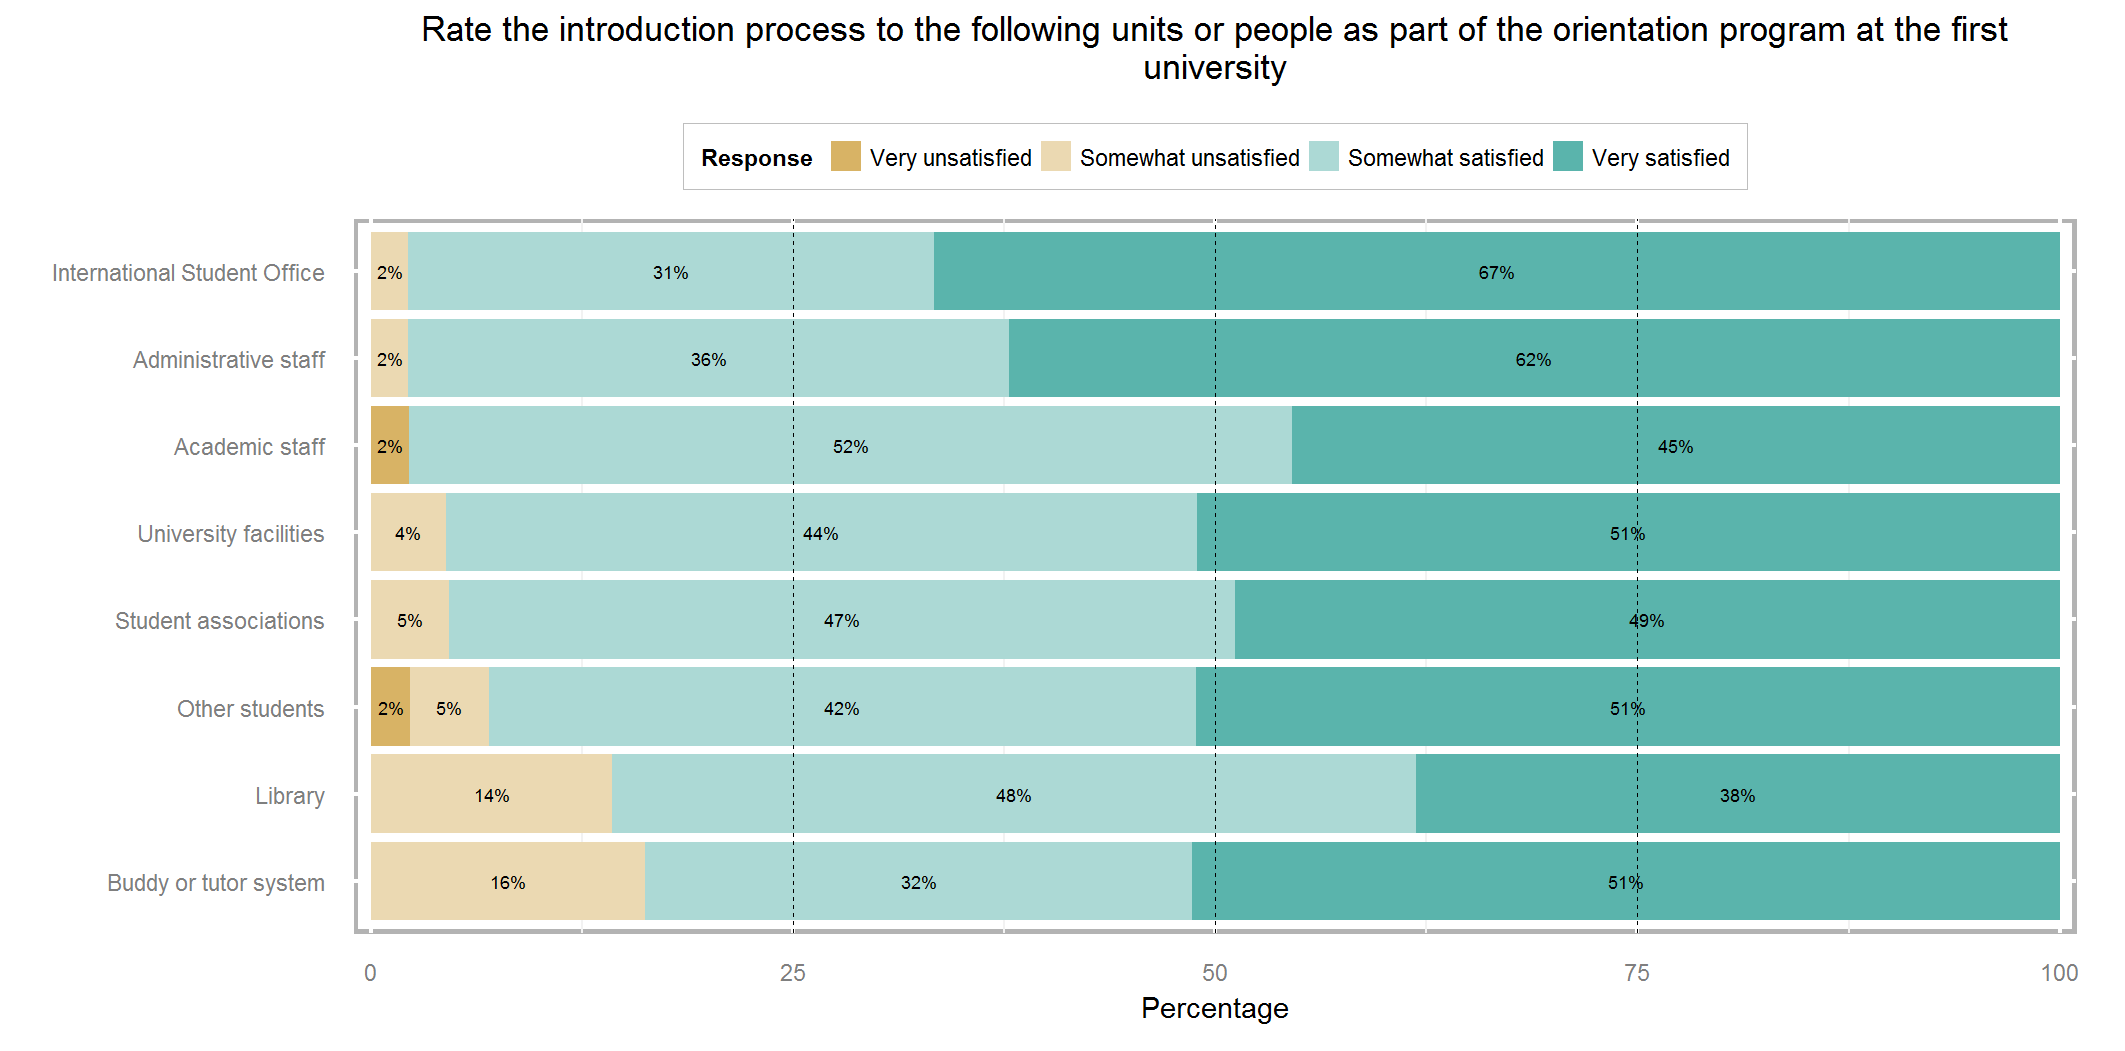 Rate the introduction process to the following units or people as part of the orientation program at the first
university
Response Very unsatisfied Somewhat unsatisfied Somewhat satisfied Very satisfied
International Student Office 2% 31% 67%
Administrative staff 2% 36% 62%
Academic staff 2% 52% 45%
University facilities 4% 44% 51%
Student associations 5% 47% 49%
Other students 2% 5% 42% 51%
Library 14% 48% 38%
Buddy or tutor system 16% 32% 51%
0 25 50 75 100
Percentage